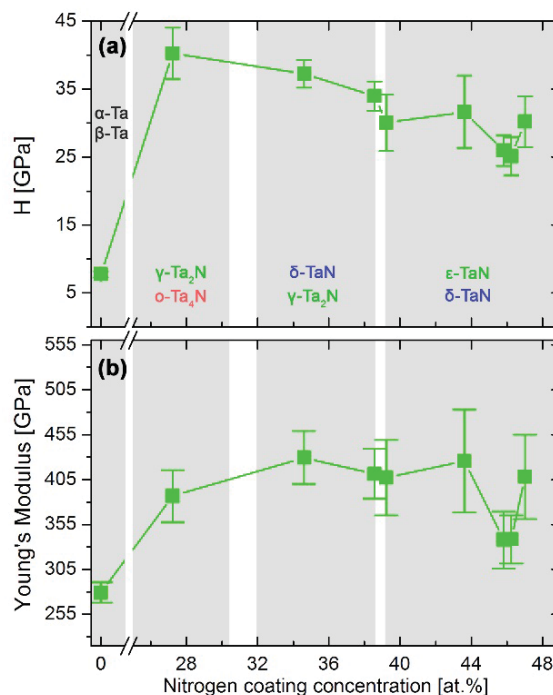 (a)
H [GPa]
45
35
25
15
5
α-Ta
β-Ta
γ-Ta₂N
o-Ta₄N
δ-TaN
γ-Ta₂N
ε-TaN
δ-TaN
(b)
Young's Modulus [GPa]
555
505
455
405
355
305
255
0 28 32 36 40 44 48
Nitrogen coating concentration [at.%]